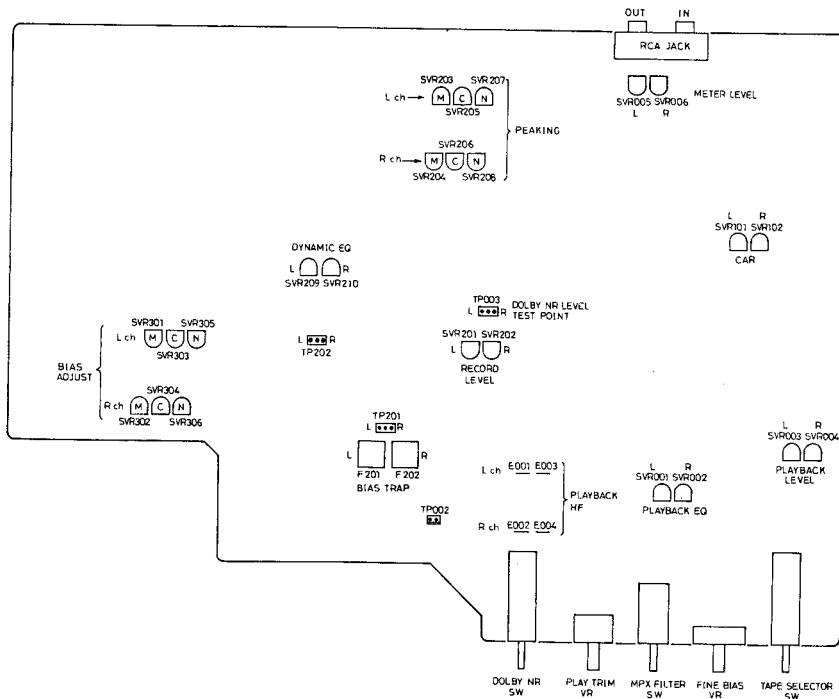 OUT IN
RCA JACK
SVR203 SVR207
L ch → M C N
SVR205
PEAKING
SVR206
R ch → M C N
SVR204 SVR208
SVR005 SVR006
L R
METER LEVEL
L R
SVR101 SVR102
CAR
DYNAMIC EQ
L R
SVR209 SVR210
TP003
L R
DOLBY NR LEVEL
TEST POINT
SVR301 SVR305
L ch M C N
SVR303
BIAS
ADJUST
SVR304
R ch M C N
SVR302 SVR306
L R
TP202
SVR201 SVR202
L R
RECORD
LEVEL
TP201
L R
L R
F201 F202
BIAS TRAP
TP002
L ch E001 E003
PLAYBACK
HF
R ch E002 E004
L R
SVR001 SVR002
PLAYBACK EQ
L R
SVR003 SVR004
PLAYBACK
LEVEL
DOLBY NR
SW
PLAY TRIM
VR
MPX FILTER
SW
FINE BIAS
VR
TAPE SELECTOR
SW